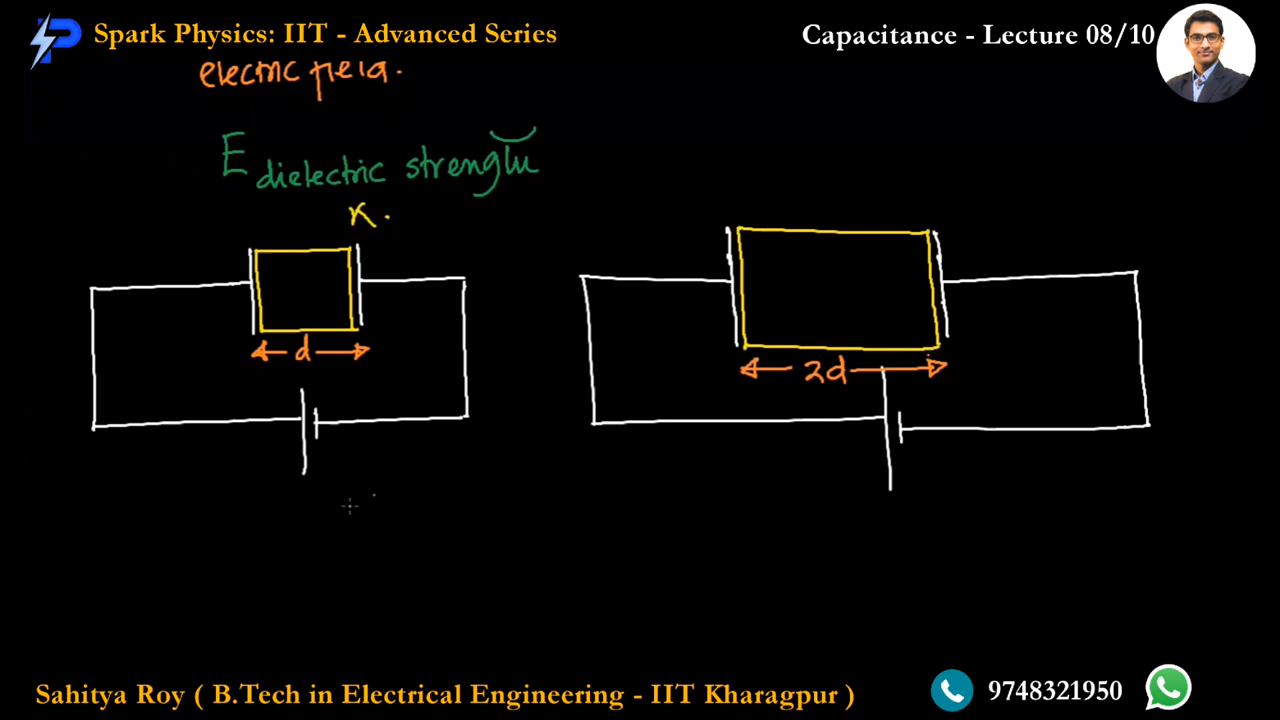 Spark Physics: IIT - Advanced Series
Capacitance - Lecture 08/10
electric field.
E dielectric strength
K.
d
2d
Sahitya Roy ( B.Tech in Electrical Engineering - IIT Kharagpur )
9748321950